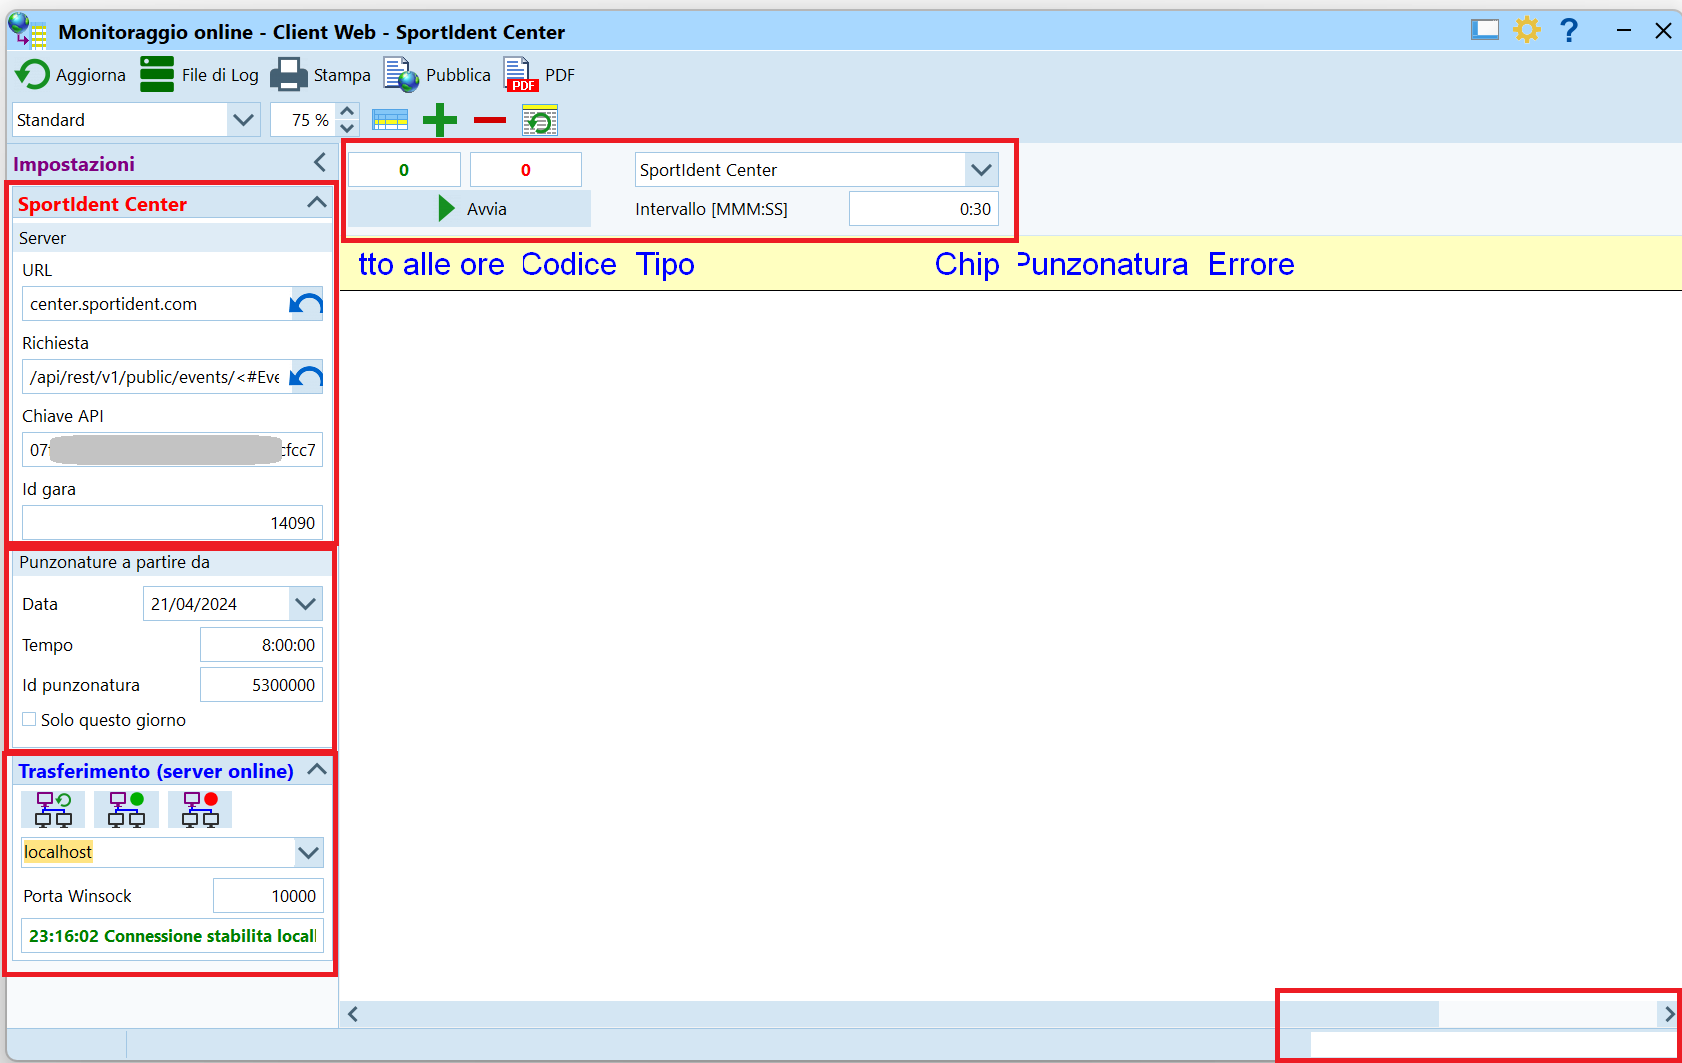 Monitoraggio online - Client Web - SportIdent Center
Aggiorna File di Log Stampa Pubblica PDF
Standard 75 %
Impostazioni
SportIdent Center
Server
URL
center.sportident.com
Richiesta
/api/rest/v1/public/events/<#Eve
Chiave API
07 cfcc7
Id gara
14090
Punzonature a partire da
Data 21/04/2024
Tempo 8:00:00
Id punzonatura 5300000
Solo questo giorno
Trasferimento (server online)
localhost
Porta Winsock 10000
23:16:02 Connessione stabilita locall
0 0 SportIdent Center
Avvia Intervallo [MMM:SS] 0:30
tto alle ore Codice Tipo Chip Punzonatura Errore